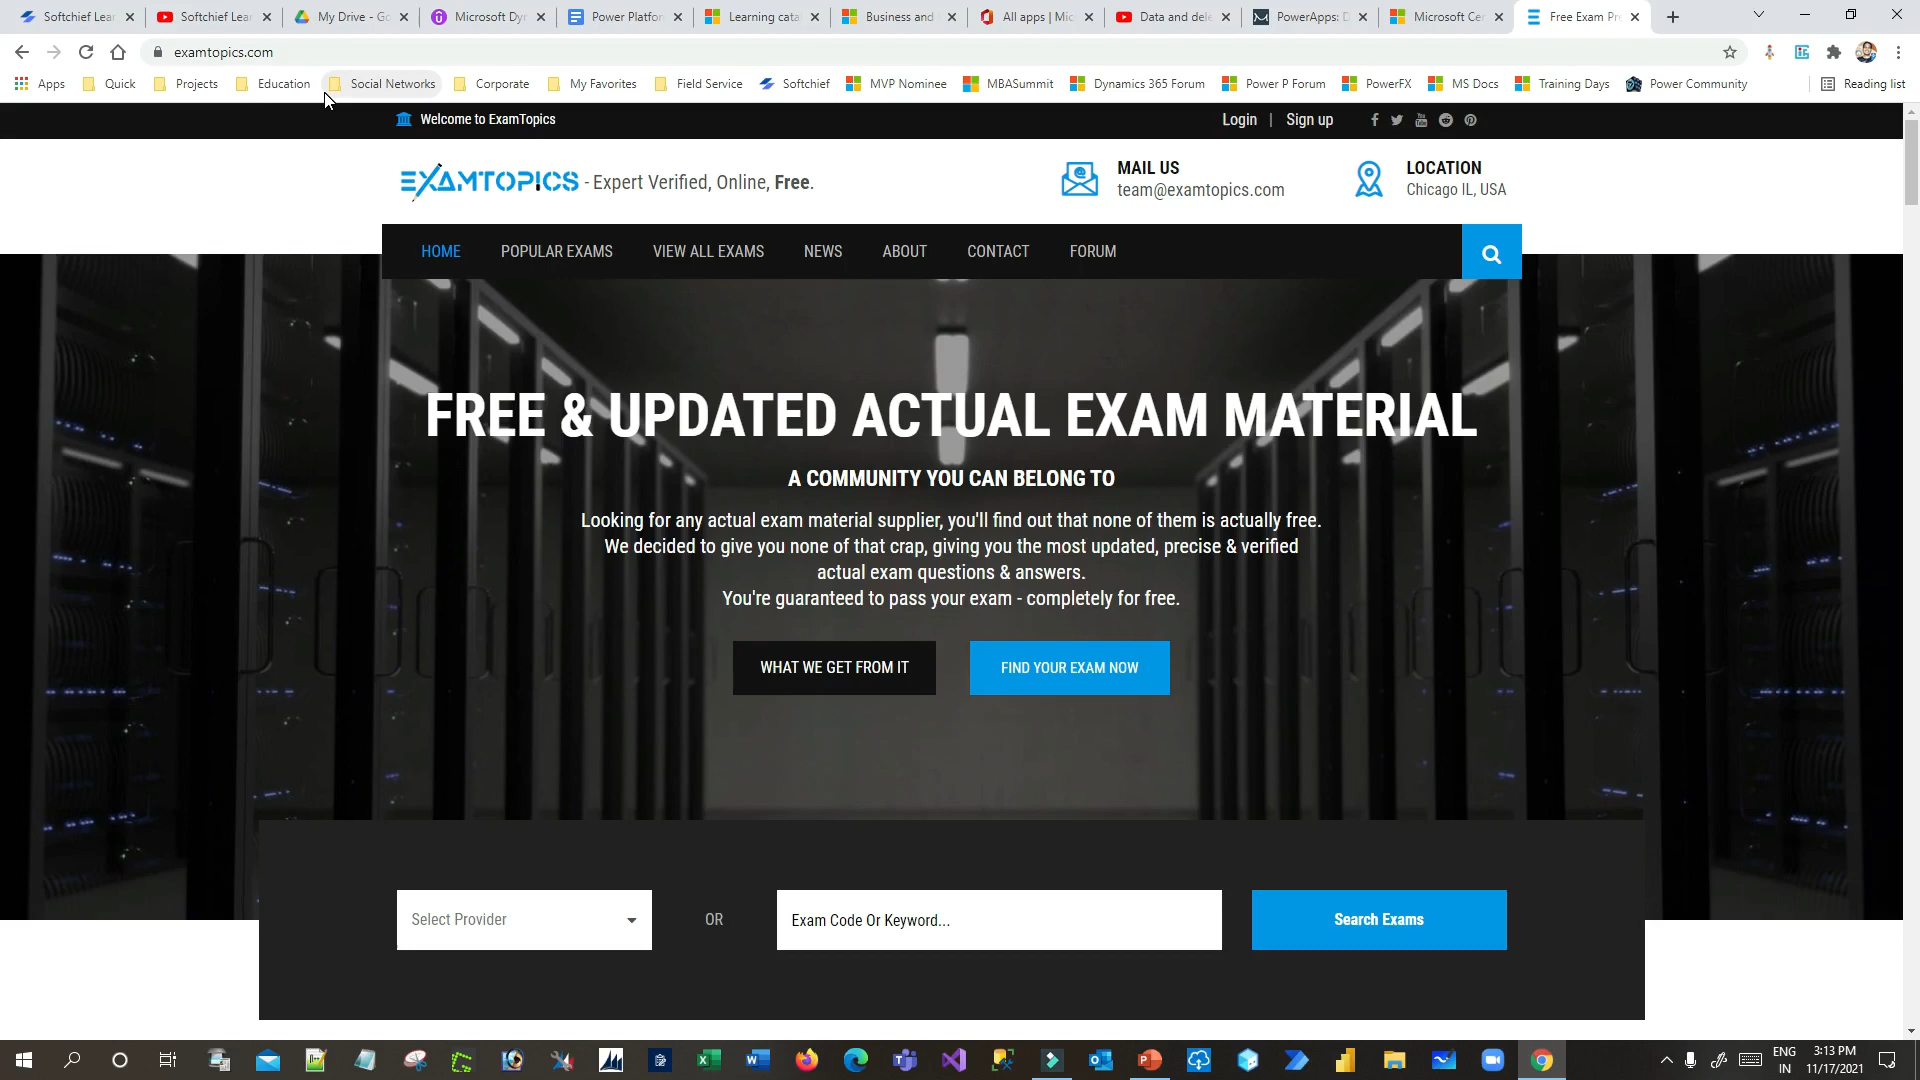 Softchief Lea
Softchief Lea
My Drive - Go
Microsoft Dyn
Power Platfor
Learning cata
Business and
All apps | Mic
Data and dele
PowerApps: D
Microsoft Cer
Free Exam Pre
examtopics.com
Apps
Quick
Projects
Education
Social Networks
Corporate
My Favorites
Field Service
Softchief
MVP Nominee
MBASummit
Dynamics 365 Forum
Power P Forum
PowerFX
MS Docs
Training Days
Power Community
Reading list
Welcome to ExamTopics
Login | Sign up
EXAMTOPICS - Expert Verified, Online, Free.
MAIL US
team@examtopics.com
LOCATION
Chicago IL, USA
HOME
POPULAR EXAMS
VIEW ALL EXAMS
NEWS
ABOUT
CONTACT
FORUM
FREE & UPDATED ACTUAL EXAM MATERIAL
A COMMUNITY YOU CAN BELONG TO
Looking for any actual exam material supplier, you'll find out that none of them is actually free.
We decided to give you none of that crap, giving you the most updated, precise & verified
actual exam questions & answers.
You're guaranteed to pass your exam - completely for free.
WHAT WE GET FROM IT
FIND YOUR EXAM NOW
Select Provider
OR
Exam Code Or Keyword...
Search Exams
ENG
IN
3:13 PM
11/17/2021